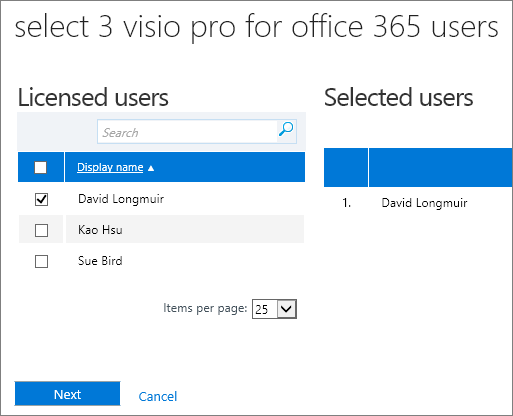 select 3 visio pro for office 365 users
Licensed users
Selected users
Search
Display name ▲
David Longmuir
1. David Longmuir
Kao Hsu
Sue Bird
Items per page: 25
Next
Cancel